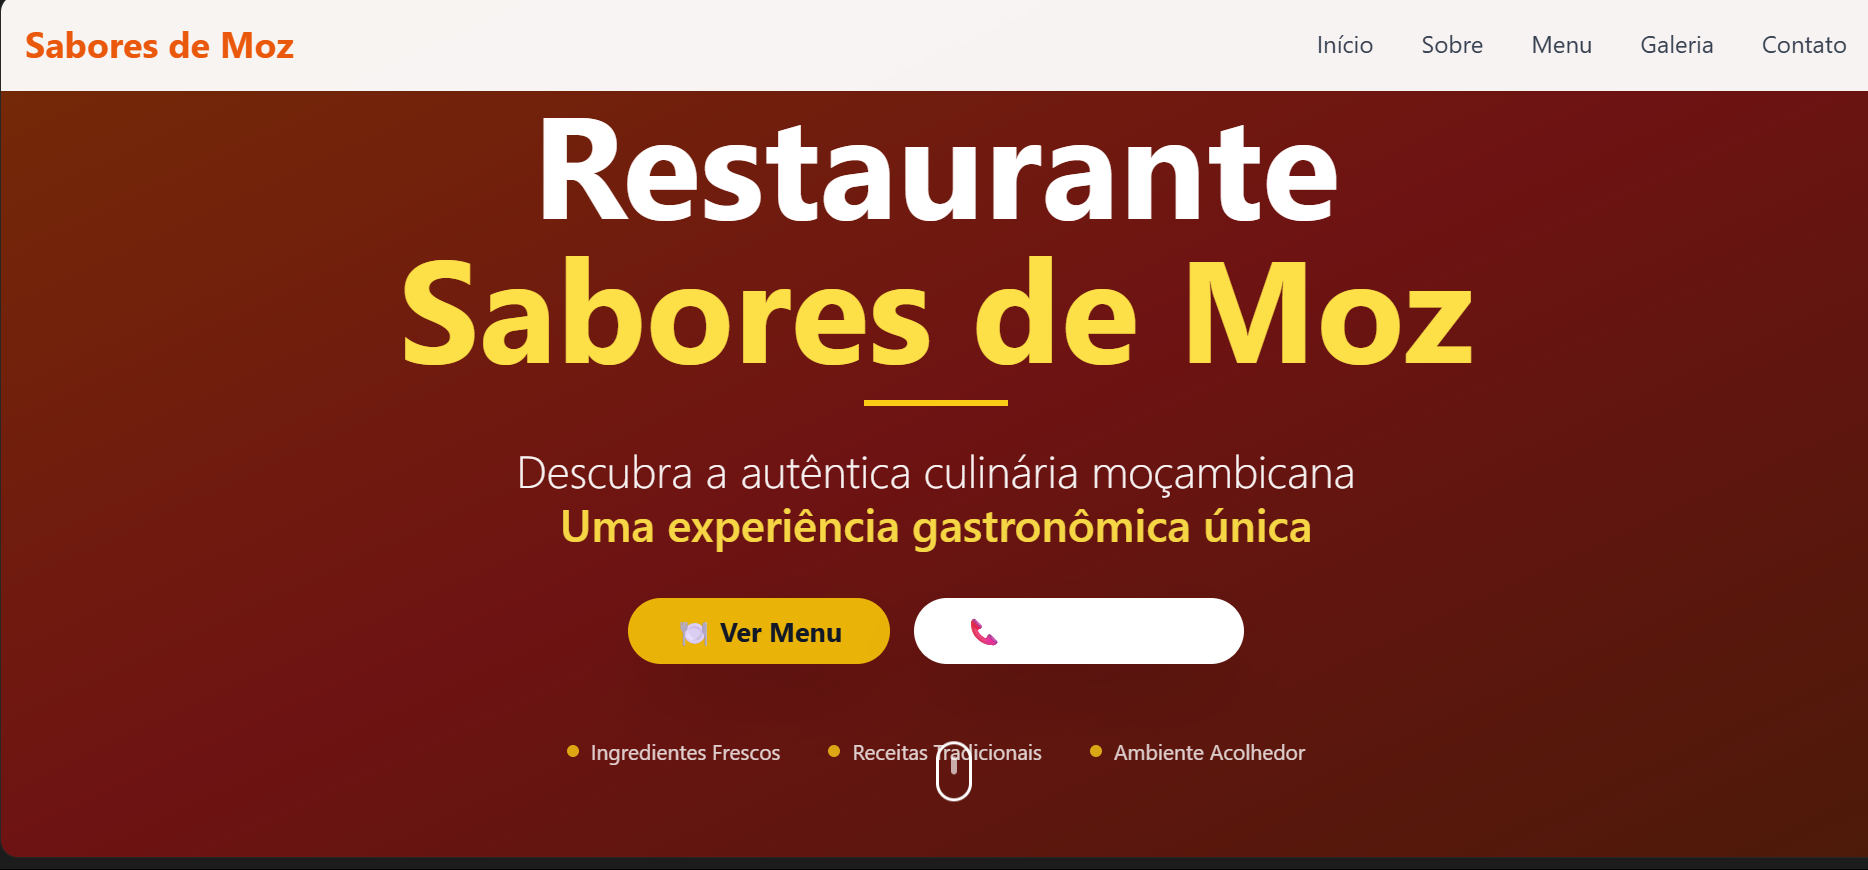 Sabores de Moz
Início Sobre Menu Galeria Contato
Restaurante
Sabores de Moz
Descubra a autêntica culinária moçambicana
Uma experiência gastronômica única
Ver Menu
Ingredientes Frescos
Receitas Tradicionais
Ambiente Acolhedor